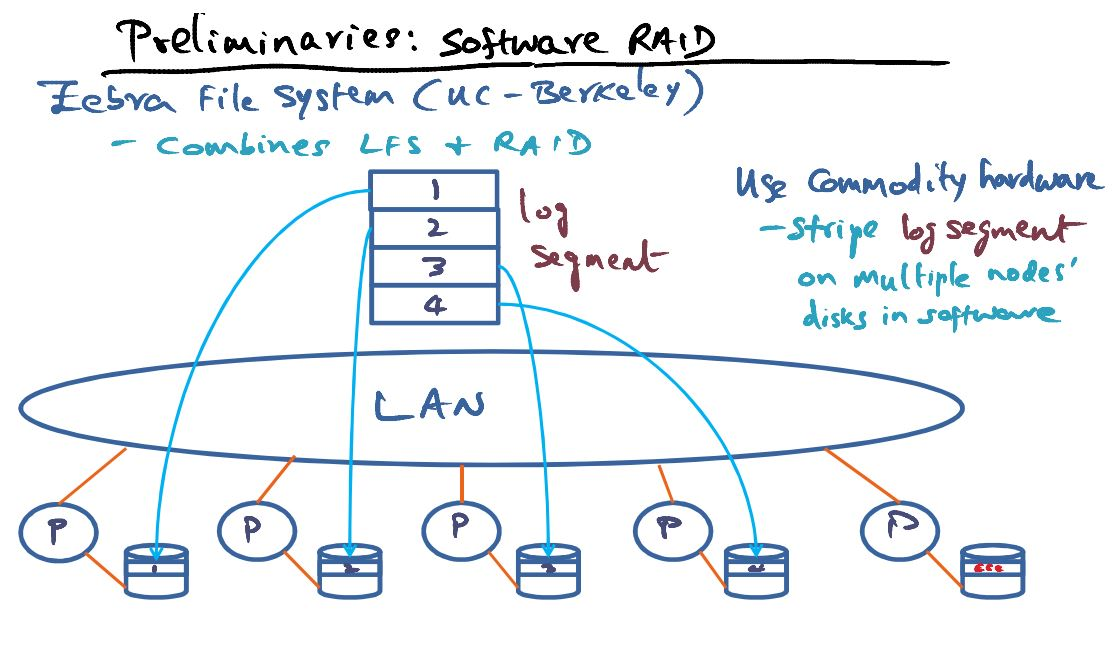 Preliminaries: Software RAID
Zebra File System (UC-Berkeley)
- Combines LFS + RAID
1
2
3
4
log
segment
Use Commodity hardware
- stripe log segment
on multiple nodes'
disks in software
LAN
P
P
P
P
P
1
2
3
4
ECC